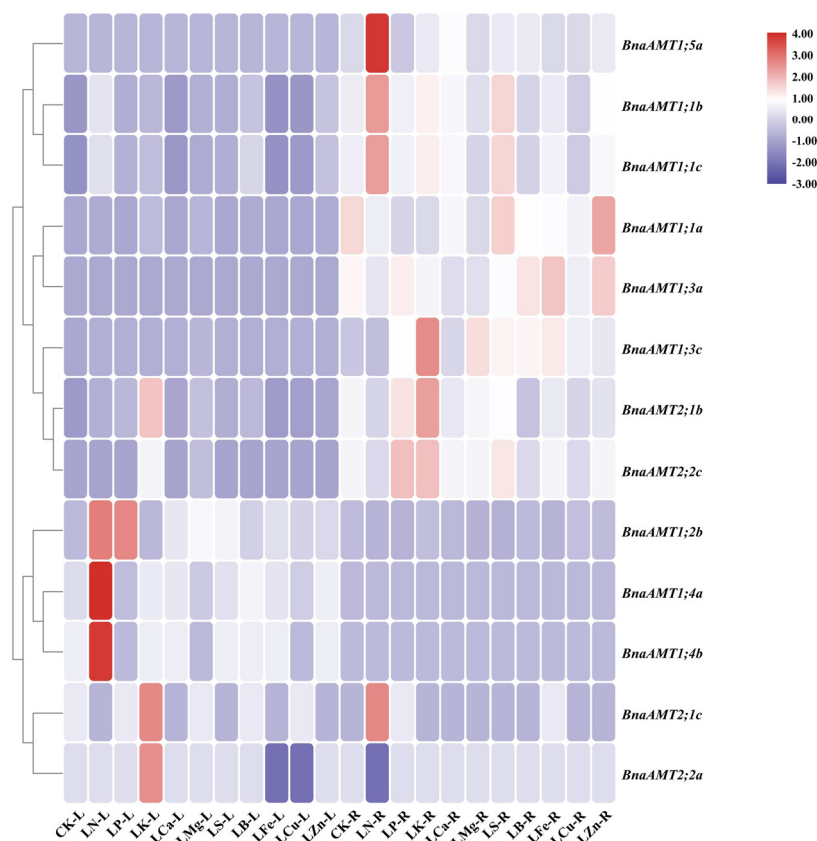 BnaAMT1;5a
BnaAMT1;1b
BnaAMT1;1c
BnaAMT1;1a
BnaAMT1;3a
BnaAMT1;3c
BnaAMT2;1b
BnaAMT2;2c
BnaAMT1;2b
BnaAMT1;4a
BnaAMT1;4b
BnaAMT2;1c
BnaAMT2;2a
4.00
3.00
2.00
1.00
0.00
-1.00
-2.00
-3.00
CK-L
LN-L
LP-L
LK-L
LCa-L
LMg-L
LS-L
LB-L
LFe-L
LCu-L
LZn-L
CK-R
LN-R
LP-R
LK-R
LCa-R
LMg-R
LS-R
LB-R
LFe-R
LCu-R
LZn-R